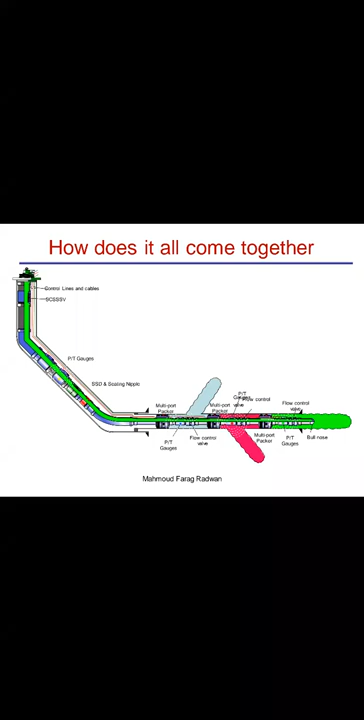 How does it all come together
Control Lines and cables
SCSSSV
P/T Gauges
SSD & Sealing Nipple
Multi-port
Packer
P/T
Gauges
Flow control
valve
Multi-port
Packer
P/T
Gauges
Flow control
valve
Multi-port
Packer
P/T
Gauges
Flow control
valve
Bull nose
Mahmoud Farag Radwan